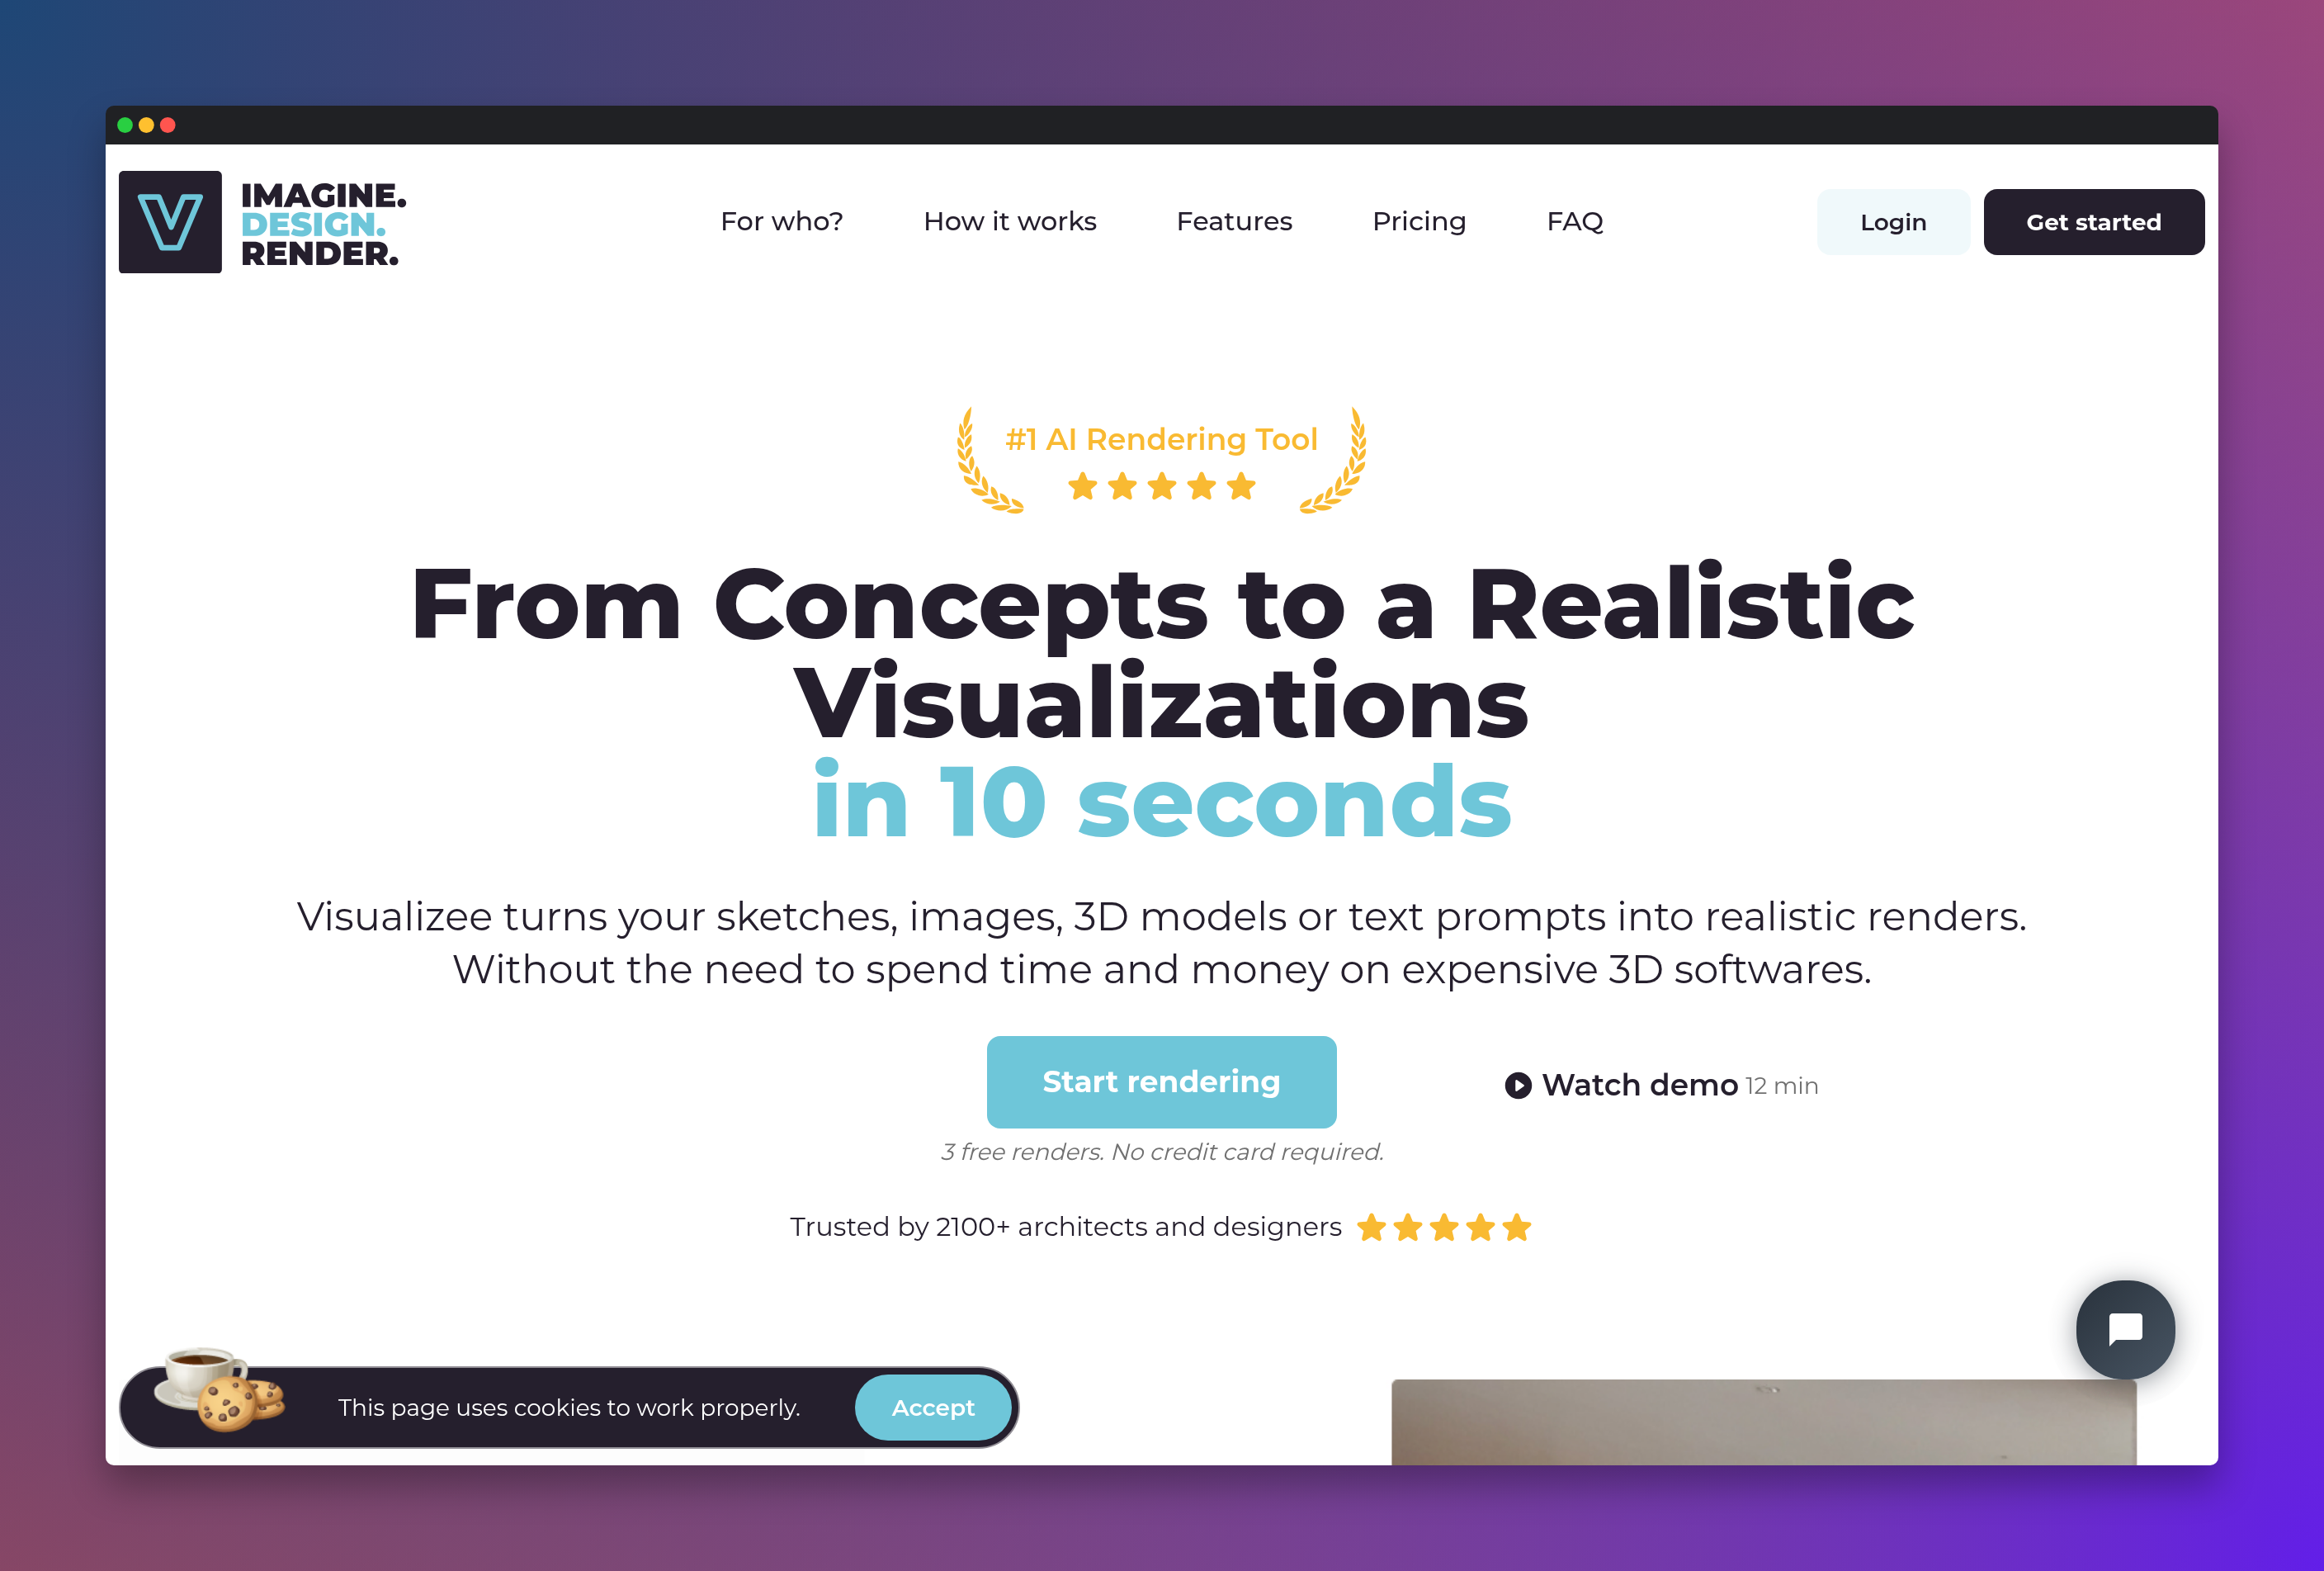 IMAGINE.
DESIGN.
RENDER.
For who?
How it works
Features
Pricing
FAQ
Login
Get started
#1 AI Rendering Tool
From Concepts to a Realistic
Visualizations
in 10 seconds
Visualizee turns your sketches, images, 3D models or text prompts into realistic renders.
Without the need to spend time and money on expensive 3D softwares.
Start rendering
Watch demo 12 min
3 free renders. No credit card required.
Trusted by 2100+ architects and designers
This page uses cookies to work properly.
Accept